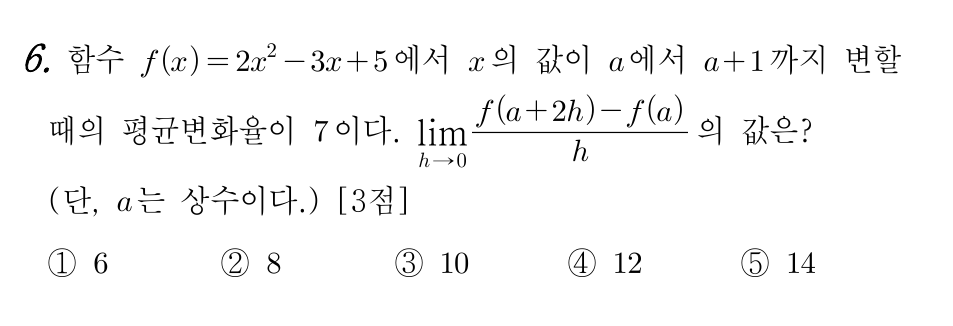 6. 함수 f(x)=2x²-3x+5에서 x의 값이 a에서 a+1까지 변할
때의 평균변화율이 7이다. lim_{h→0} \frac{f(a+2h)-f(a)}{h} 의 값은?
(단, a는 상수이다.) [3점]
① 6 ② 8 ③ 10 ④ 12 ⑤ 14